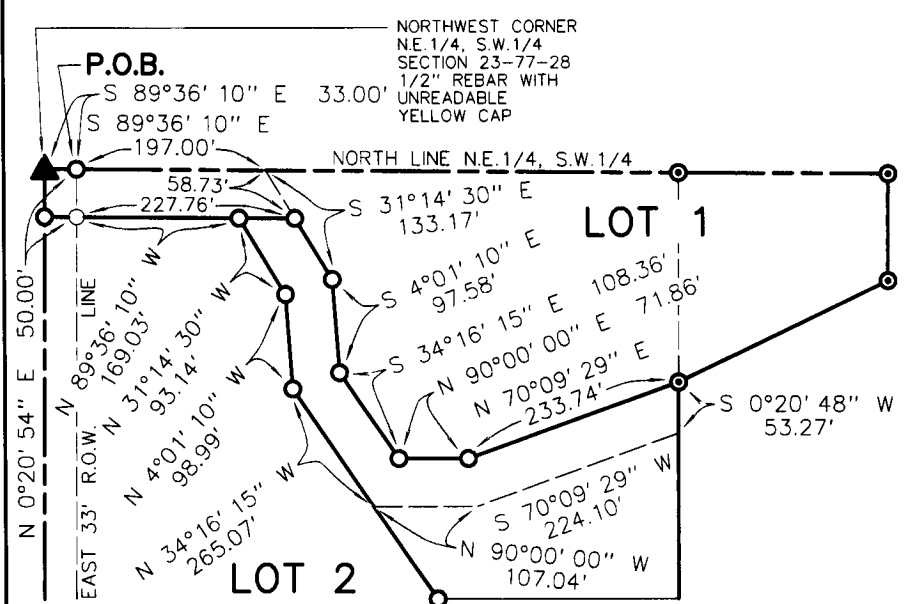 NORTHWEST CORNER
N.E.1/4, S.W.1/4
SECTION 23-77-28
1/2" REBAR WITH
UNREADABLE
YELLOW CAP
P.O.B.
S 89°36' 10" E 33.00'
S 89°36' 10" E
197.00'
NORTH LINE N.E.1/4, S.W.1/4
58.73'
227.76'
S 31°14' 30" E
133.17'
LOT 1
S 4°01' 10" E
97.58'
S 34°16' 15" E 108.36'
N 90°00' 00" E 71.86'
N 70°09' 29" E
233.74'
S 0°20' 48" W
53.27'
N 0°20' 54" E 50.00'
EAST 33' R.O.W. LINE
N 89°36' 10" W
169.03'
N 31°14' 30" W
93.14'
N 4°01' 10" W
98.99'
N 34°16' 15" W
265.07'
S 70°09' 29" W
224.10'
N 90°00' 00" W
107.04'
LOT 2